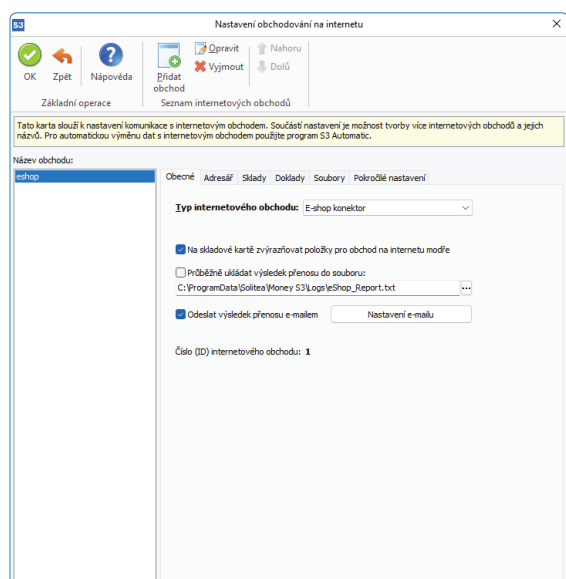 S3 Nastavení obchodování na internetu
OK Zpět Nápověda
Základní operace
Přidat obchod
Opravit
Vyjmout
Nahoru
Dolů
Seznam internetových obchodů
Tato karta slouží k nastavení komunikace s internetovým obchodem. Součástí nastavení je možnost tvorby více internetových obchodů a jejich
názvů. Pro automatickou výměnu dat s internetovým obchodem použijte program S3 Automatic.
Název obchodu:
eshop
Obecné Adresář Sklady Doklady Soubory Pokročilé nastavení
Typ internetového obchodu: E-shop konektor
Na skladové kartě zvýrazňovat položky pro obchod na internetu modře
Průběžně ukládat výsledek přenosu do souboru:
C:\ProgramData\Solitea\Money S3\Logs\eShop_Report.txt ...
Odeslat výsledek přenosu e-mailem Nastavení e-mailu
Číslo (ID) internetového obchodu: 1